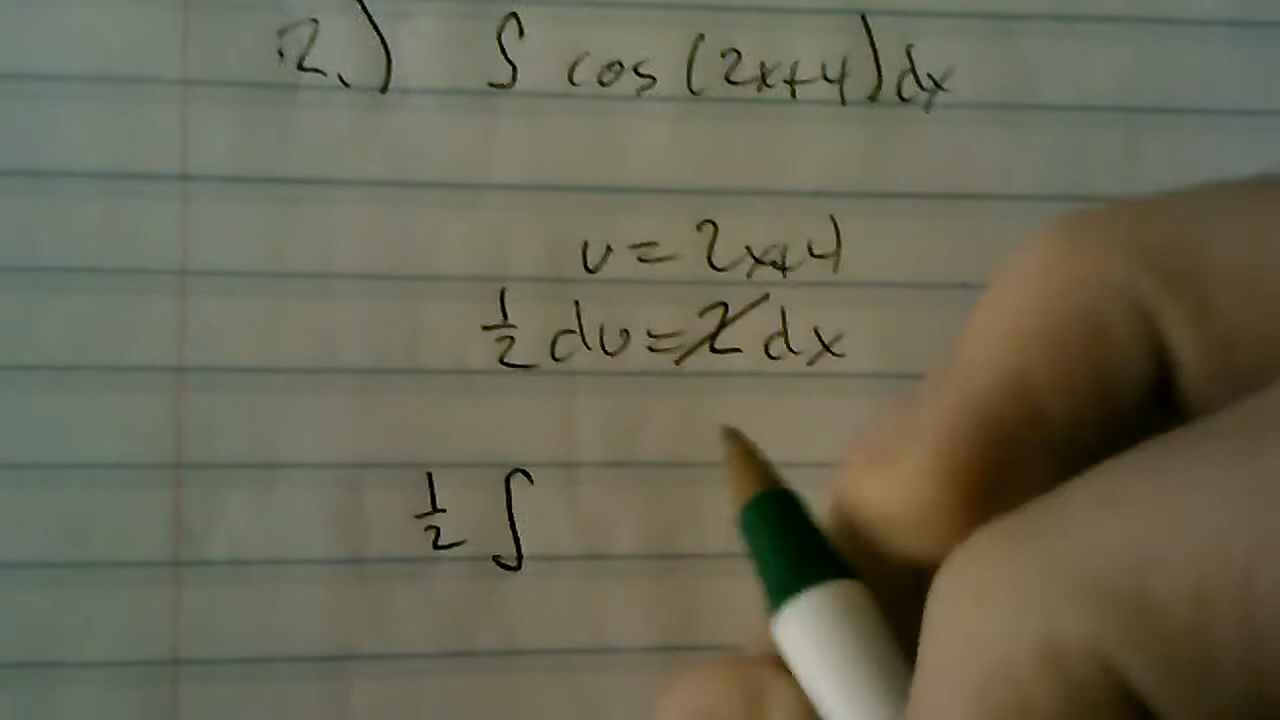 2.) ∫ cos(2x+4)dx
u = 2x+4
1/2 du = 2 dx
1/2 ∫